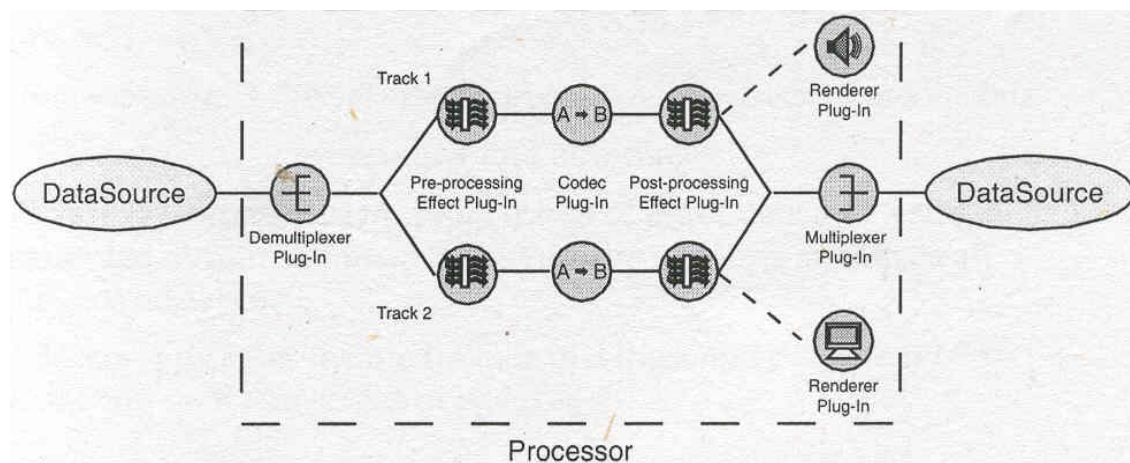 Track 1
Renderer
Plug-In
DataSource
Demultiplexer
Plug-In
Pre-processing
Effect Plug-In
A → B
Codec
Plug-In
Post-processing
Effect Plug-In
Multiplexer
Plug-In
DataSource
A → B
Track 2
Renderer
Plug-In
Processor